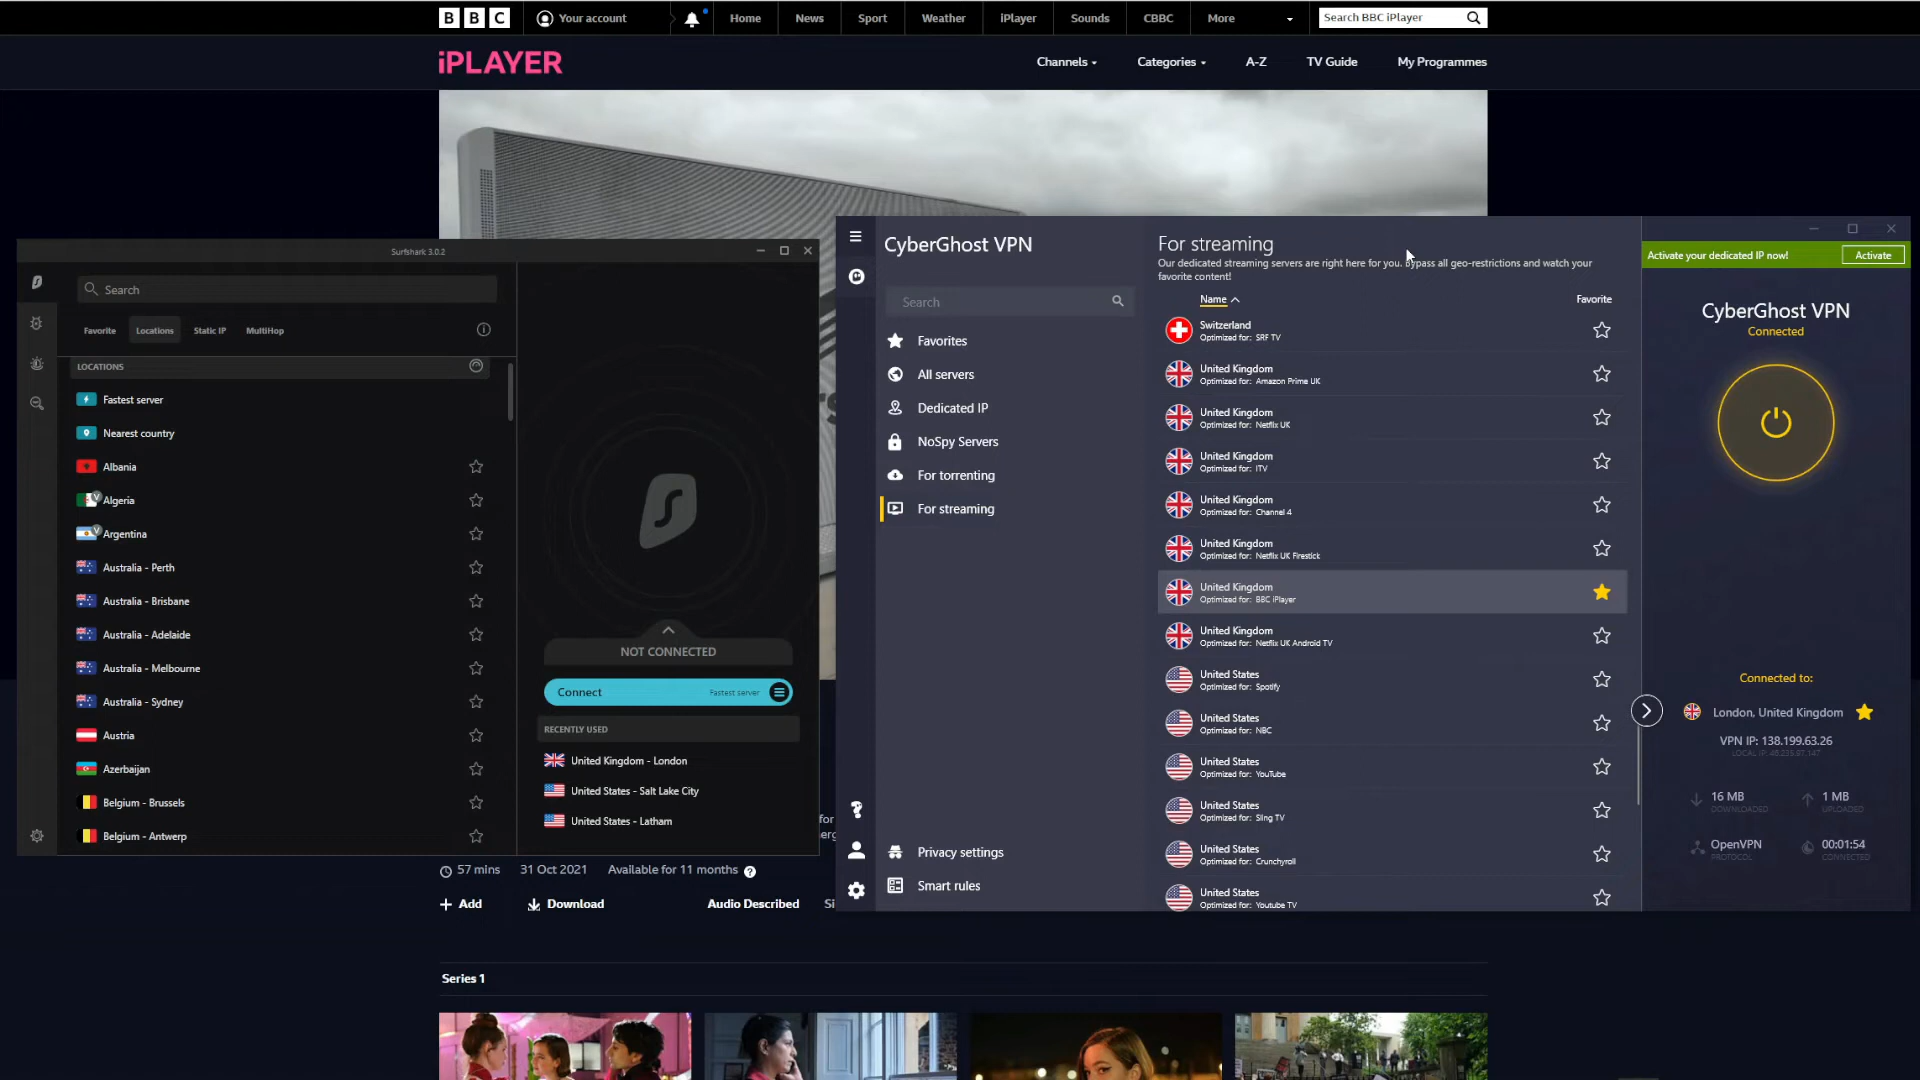 BBC
Your account
Home
News
Sport
Weather
iPlayer
Sounds
CBBC
More
Search BBC iPlayer
iPLAYER
Channels
Categories
A-Z
TV Guide
My Programmes
Surfshark 3.0.2
Search
Favorite
Locations
Static IP
MultiHop
LOCATIONS
Fastest server
Nearest country
Albania
Algeria
Argentina
Australia - Perth
Australia - Brisbane
Australia - Adelaide
Australia - Melbourne
Australia - Sydney
Austria
Azerbaijan
Belgium - Brussels
Belgium - Antwerp
NOT CONNECTED
Connect
Fastest server
RECENTLY USED
United Kingdom - London
United States - Salt Lake City
United States - Latham
CyberGhost VPN
Search
Favorites
All servers
Dedicated IP
NoSpy Servers
For torrenting
For streaming
Privacy settings
Smart rules
For streaming
Our dedicated streaming servers are right here for you. Bypass all geo-restrictions and watch your
favorite content!
Name
Favorite
Switzerland
Optimized for: SRF TV
United Kingdom
Optimized for: Amazon Prime UK
United Kingdom
Optimized for: Netflix UK
United Kingdom
Optimized for: ITV
United Kingdom
Optimized for: Channel 4
United Kingdom
Optimized for: Netflix UK Firestick
United Kingdom
Optimized for: BBC iPlayer
United Kingdom
Optimized for: Netflix UK Android TV
United States
Optimized for: Spotify
United States
Optimized for: NBC
United States
Optimized for: YouTube
United States
Optimized for: Sling TV
United States
Optimized for: Crunchyroll
United States
Optimized for: Youtube TV
Activate your dedicated IP now!
Activate
CyberGhost VPN
Connected
Connected to:
London, United Kingdom
VPN IP: 138.199.63.26
16 MB
DOWNLOADED
1 MB
UPLOADED
OpenVPN
PROTOCOL
00:01:54
CONNECTED
for
erg
57 mins
31 Oct 2021
Available for 11 months
?
Add
Download
Audio Described
Si
Series 1